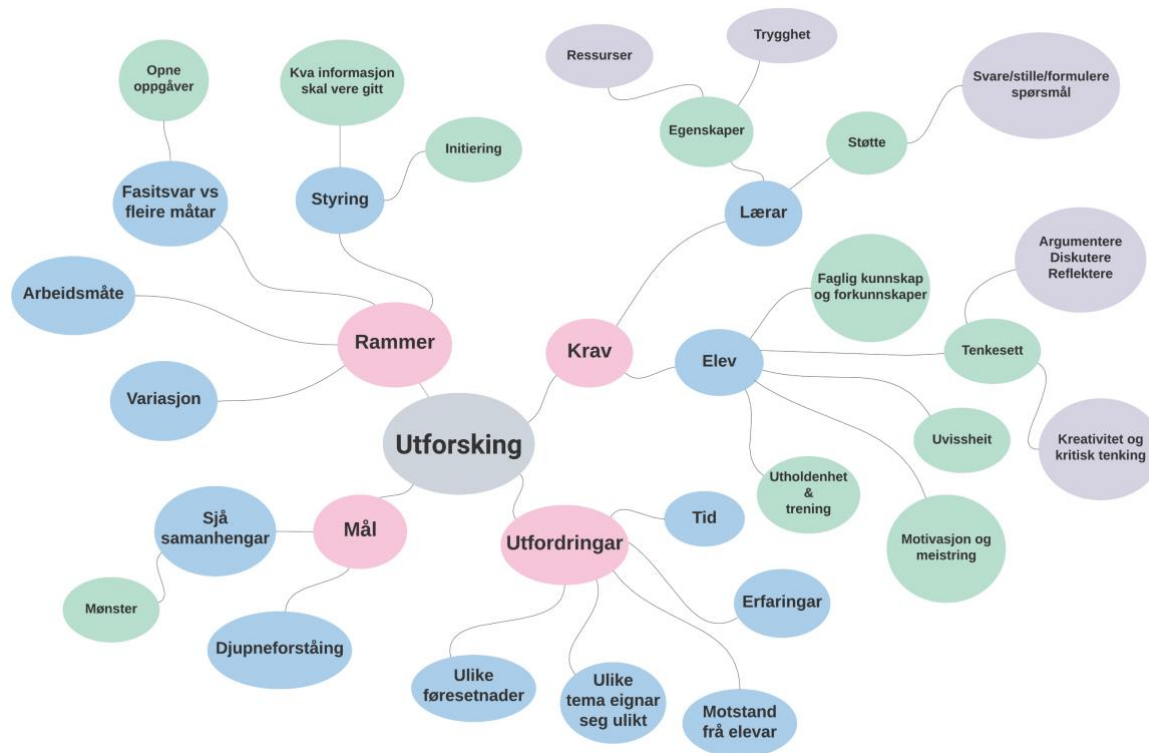 Utforsking
Rammer
Fasitsvar vs
fleire måtar
Opne
oppgåver
Styring
Kva informasjon
skal vere gitt
Initiering
Arbeidsmåte
Variasjon
Krav
Lærar
Egenskaper
Ressurser
Trygghet
Støtte
Svare/stille/formulere
spørsmål
Elev
Faglig kunnskap
og forkunnskaper
Tenkesett
Argumentere
Diskutere
Reflektere
Kreativitet og
kritisk tenking
Uvissheit
Motivasjon og
meistring
Utholdenhet
&
trening
Mål
Sjå
samanhengar
Mønster
Djupneforståing
Utfordringar
Tid
Erfaringar
Motstand
frå elevar
Ulike
tema eignar
seg ulikt
Ulike
føresetnader